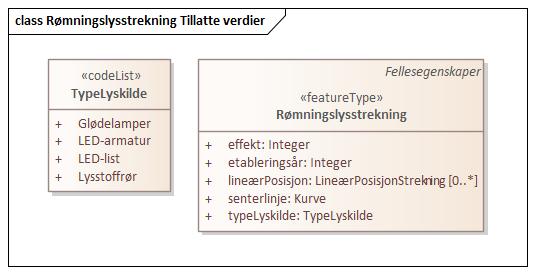 class Rømningslysstrekning Tillatte verdier
«codeList»
TypeLyskilde
+ Glødelamper
+ LED-armatur
+ LED-list
+ Lysstoffrør
Fellesegenskaper
«featureType»
Rømningslysstrekning
+ effekt: Integer
+ etableringsår: Integer
+ lineærPosisjon: LineærPosisjonStrekning [0..*]
+ senterlinje: Kurve
+ typeLyskilde: TypeLyskilde